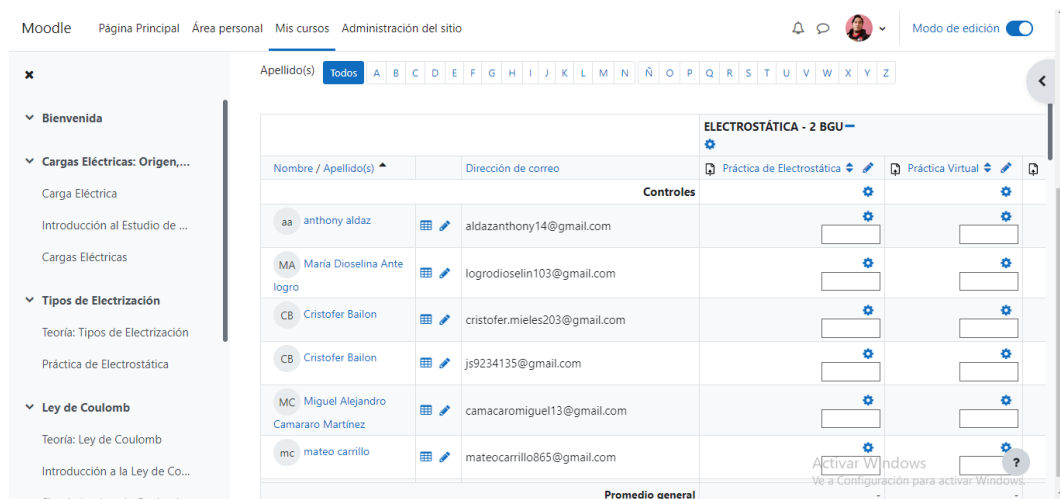 Moodle Página Principal Área personal Mis cursos Administración del sitio Modo de edición
Apellido(s) Todos A B C D E F G H I J K L M N Ñ O P Q R S T U V W X Y Z
Bienvenida
Cargas Eléctricas: Origen,...
Carga Eléctrica
Introducción al Estudio de ...
Cargas Eléctricas
Tipos de Electrización
Teoría: Tipos de Electrización
Práctica de Electrostática
Ley de Coulomb
Teoría: Ley de Coulomb
Introducción a la Ley de Co...
ELECTROSTÁTICA - 2 BGU
Nombre / Apellido(s) Dirección de correo Práctica de Electrostática Práctica Virtual
Controles
aa anthony aldaz aldazanthony14@gmail.com
MA María Dioselina Ante logrodioselin103@gmail.com
logro
CB Cristofer Bailon cristofer.mieles203@gmail.com
CB Cristofer Bailon js9234135@gmail.com
MC Miguel Alejandro camacaromiguel13@gmail.com
Camararo Martínez
mc mateo carrillo mateocarrillo865@gmail.com
Promedio general - -
Activar Windows
Ve a Configuración para activar Windows.
?